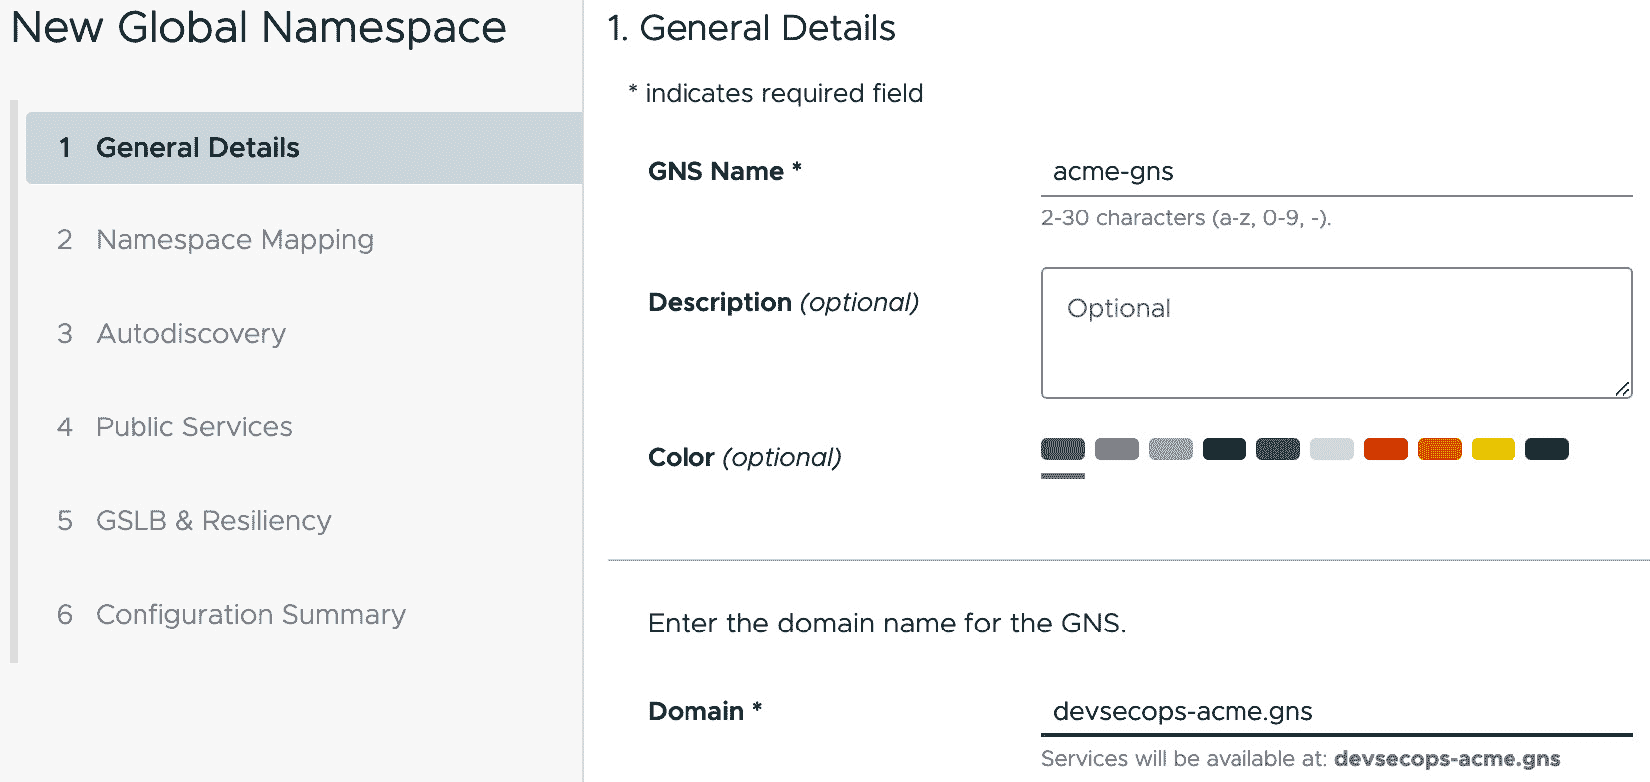 New Global Namespace
1 General Details
2 Namespace Mapping
3 Autodiscovery
4 Public Services
5 GSLB & Resiliency
6 Configuration Summary
1. General Details
* indicates required field
GNS Name * acme-gns
2-30 characters (a-z, 0-9, -).
Description (optional) Optional
Color (optional)
Enter the domain name for the GNS.
Domain * devsecops-acme.gns
Services will be available at: devsecops-acme.gns